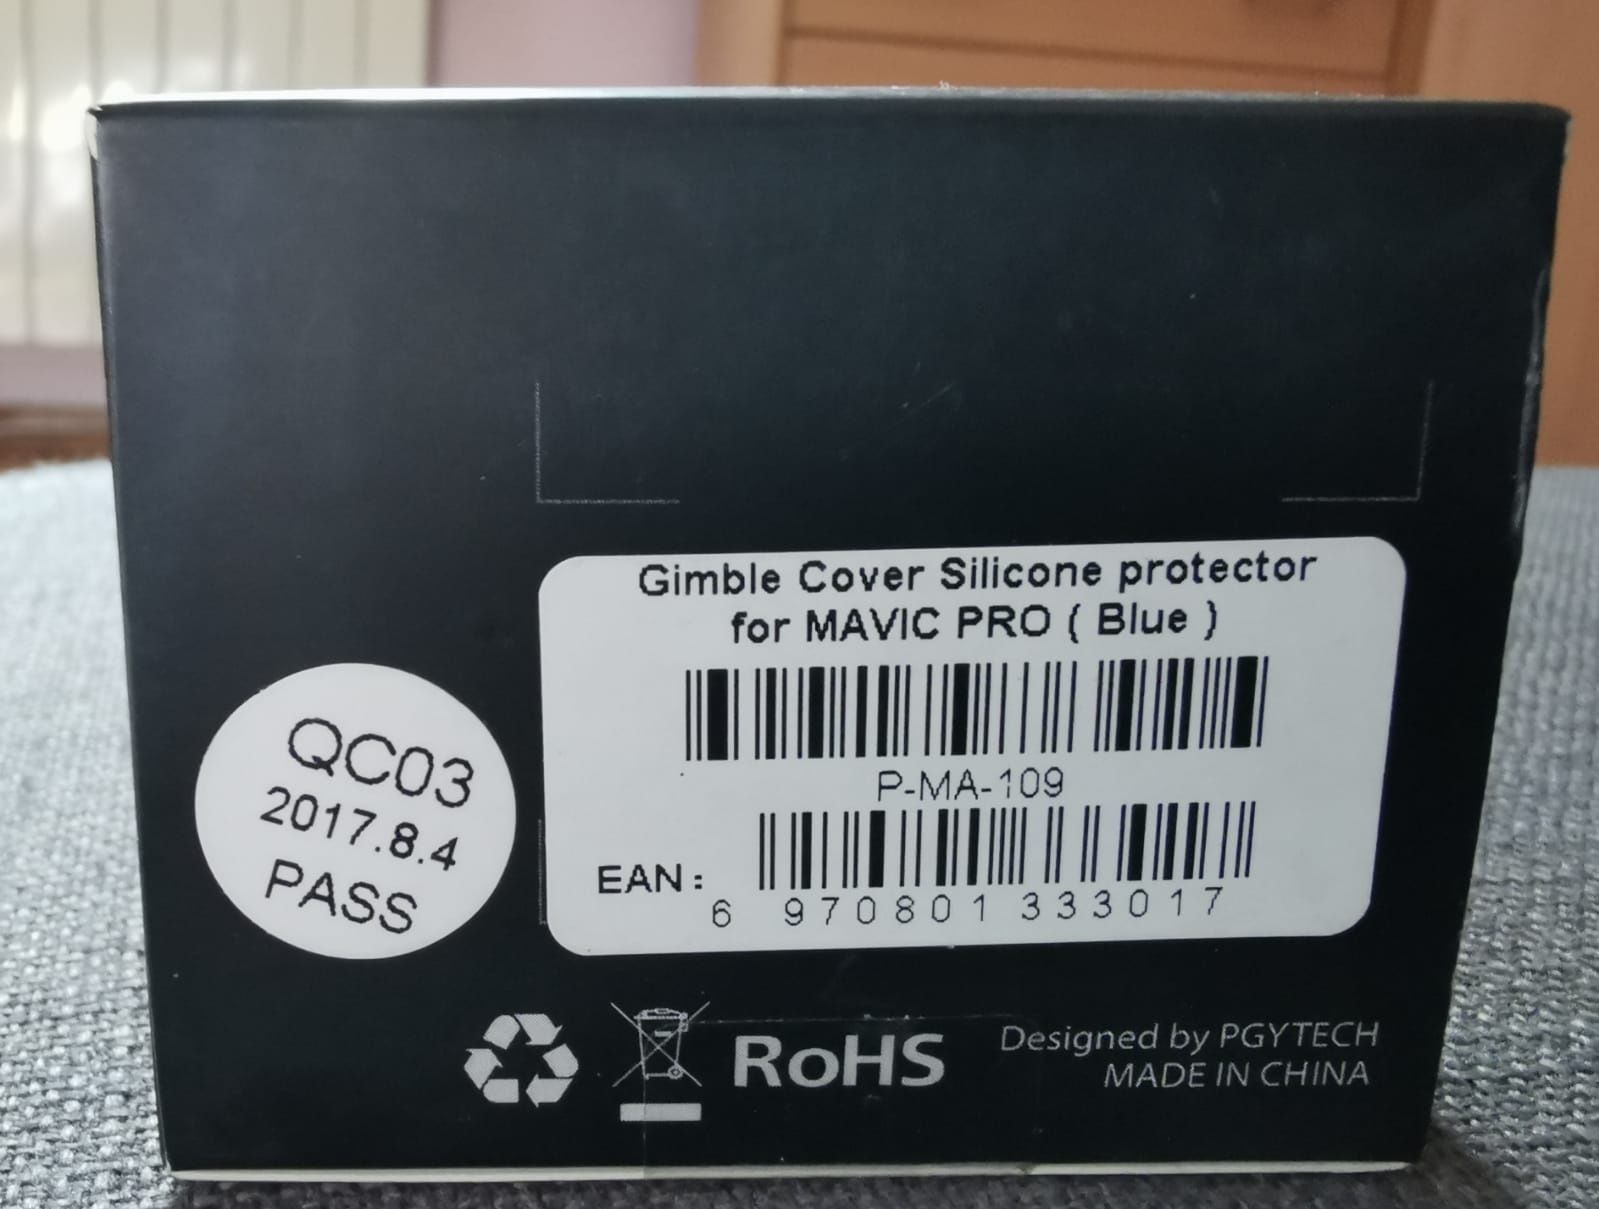 Gimble Cover Silicone protector
for MAVIC PRO ( Blue )
P-MA-109
EAN:
6 970801 333017
QC03
2017.8.4
PASS
RoHS
Designed by PGYTECH
MADE IN CHINA